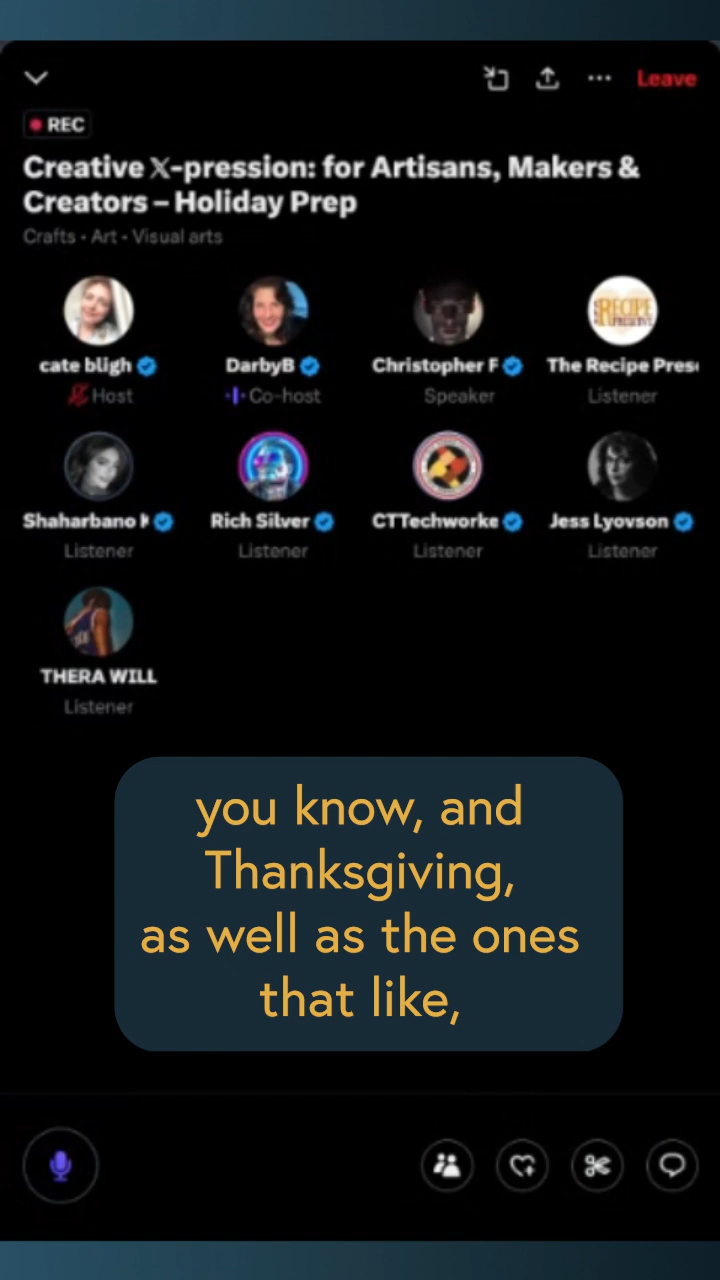 Leave
REC
Creative 𝕏-pression: for Artisans, Makers &
Creators – Holiday Prep
Crafts · Art · Visual arts
cate bligh DarbyB Christopher F The Recipe Pres
Host Co-host Speaker Listener
RECIPE
Shaharbano Rich Silver CTTechworke Jess Lyovson
Listener Listener Listener Listener
THERA WILL
Listener
you know, and
Thanksgiving,
as well as the ones
that like,